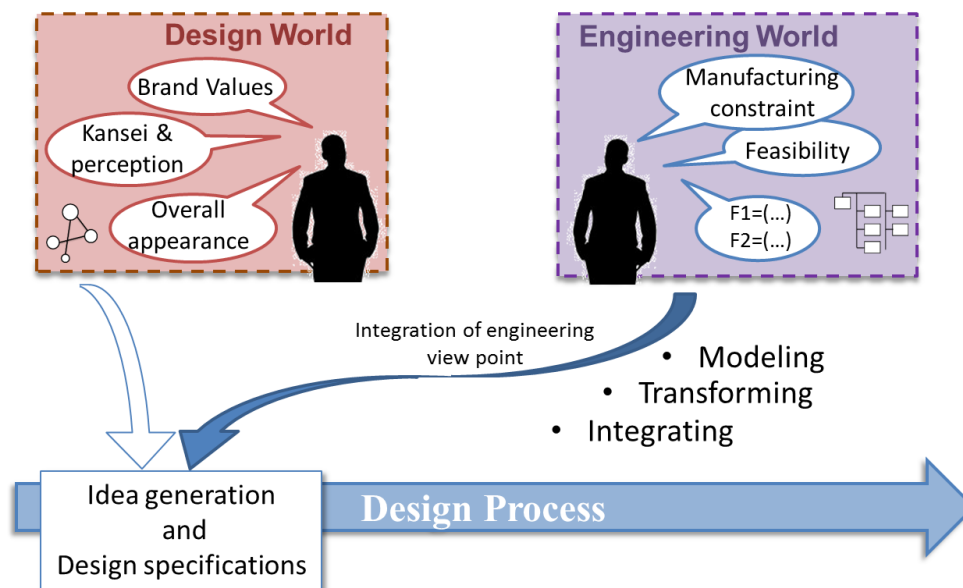 Design World
Brand Values
Kansei &
perception
Overall
appearance
Engineering World
Manufacturing
constraint
Feasibility
F1=(...)
F2=(...)
Integration of engineering
view point
• Modeling
• Transforming
• Integrating
Idea generation
and
Design specifications
Design Process